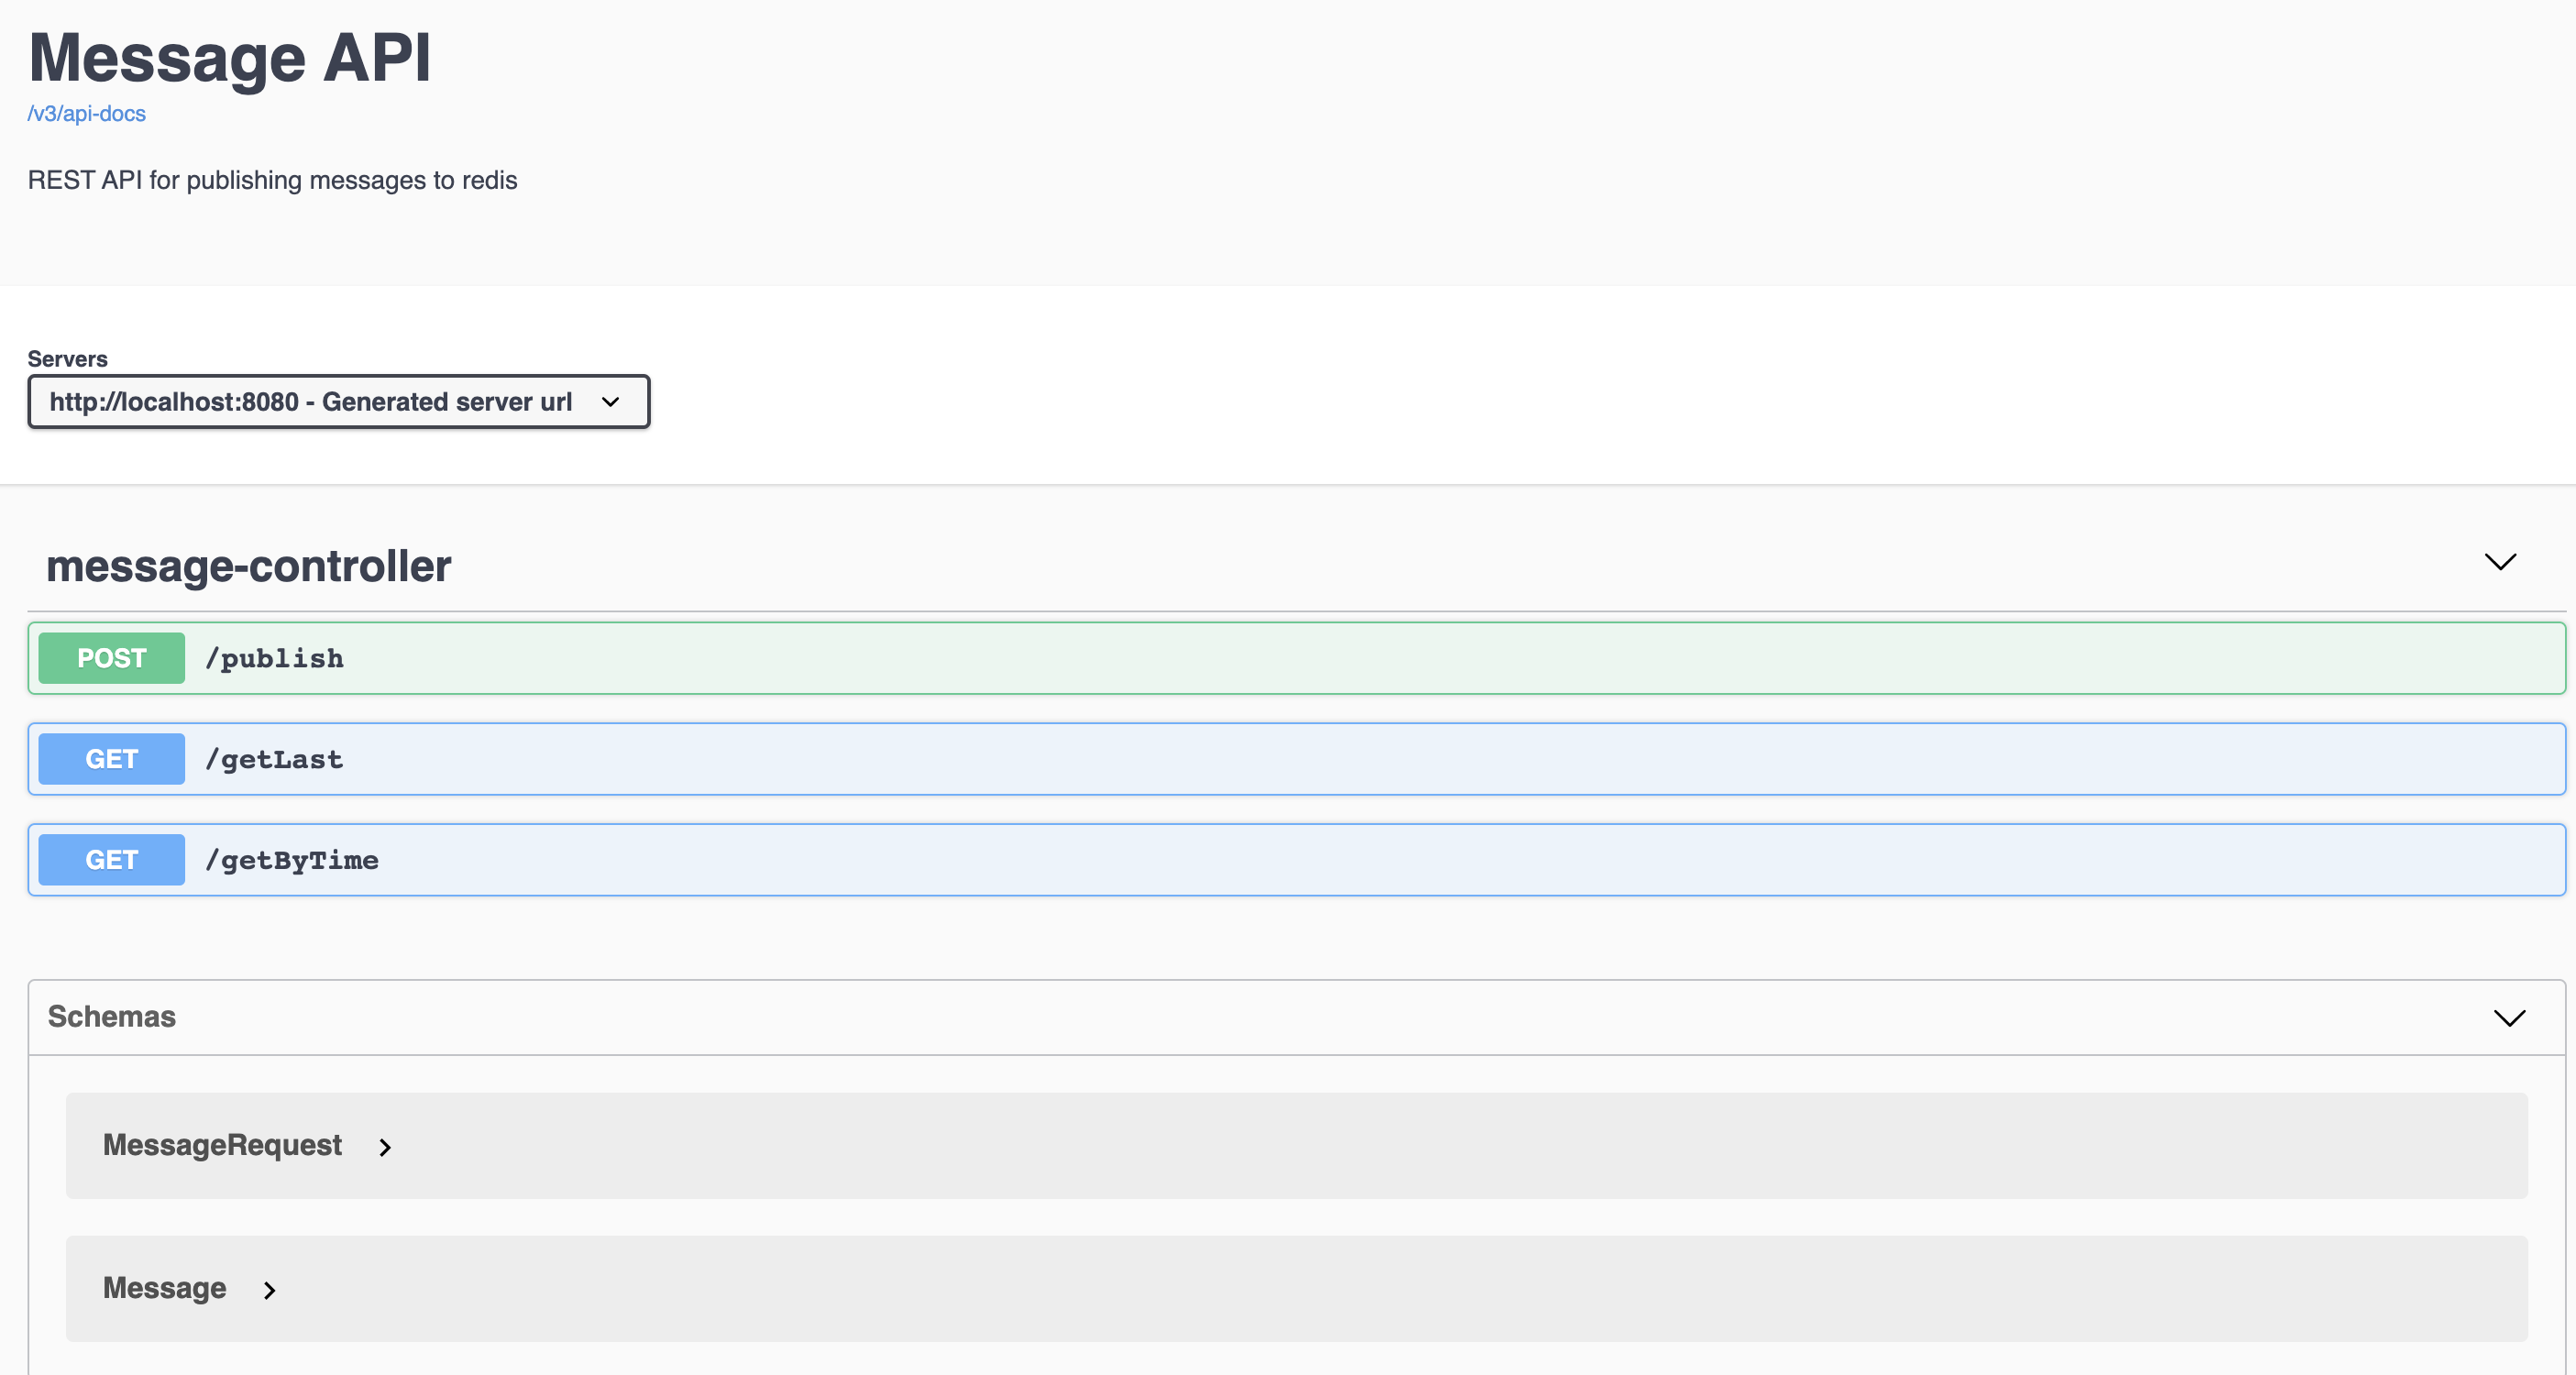 Message API
/v3/api-docs
REST API for publishing messages to redis
Servers
http://localhost:8080 - Generated server url
message-controller
POST /publish
GET /getLast
GET /getByTime
Schemas
MessageRequest
Message